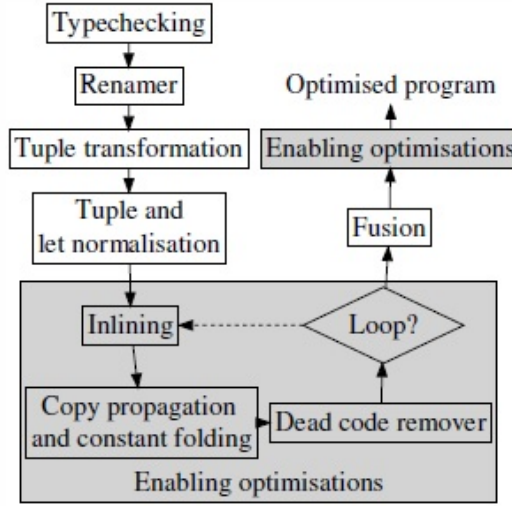 Typechecking
Renamer
Tuple transformation
Tuple and
let normalisation
Inlining
Copy propagation
and constant folding
Dead code remover
Loop?
Enabling optimisations
Fusion
Enabling optimisations
Optimised program